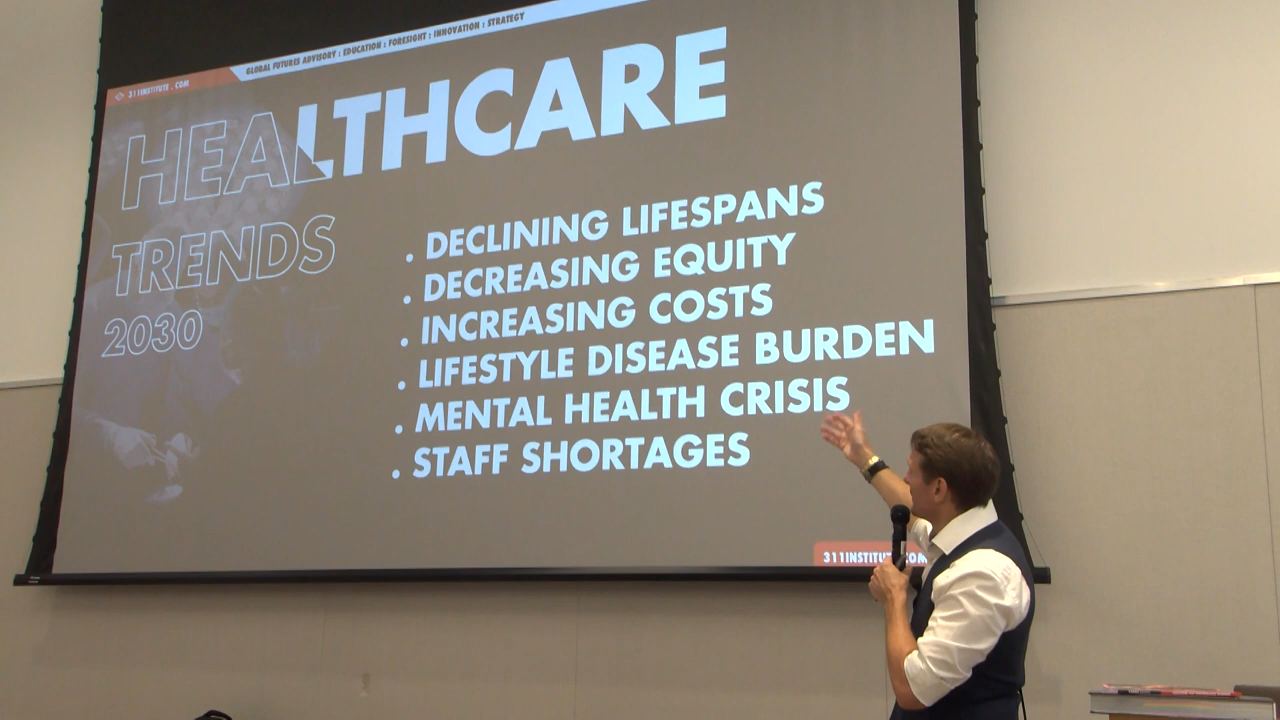 311INSTITUTE . COM
GLOBAL FUTURES ADVISORY : EDUCATION : FORESIGHT : INNOVATION : STRATEGY
HEALTHCARE
TRENDS
2030
. DECLINING LIFESPANS
. DECREASING EQUITY
. INCREASING COSTS
. LIFESTYLE DISEASE BURDEN
. MENTAL HEALTH CRISIS
. STAFF SHORTAGES
311INSTITUTE.COM